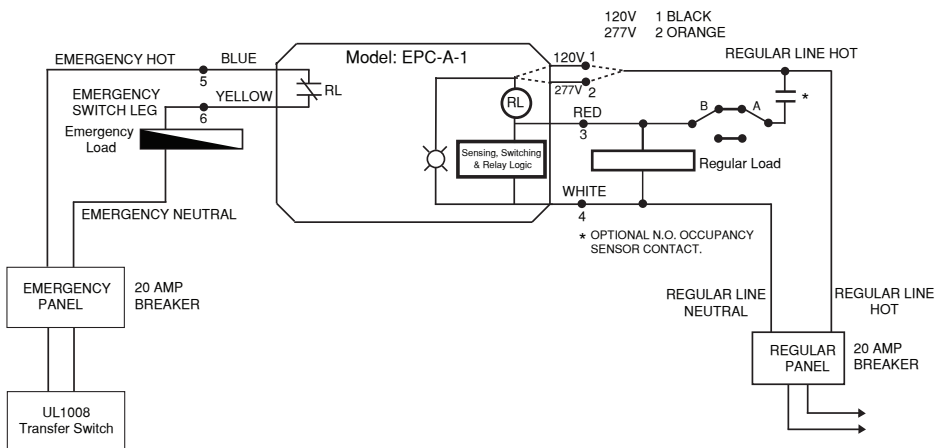 120V 1 BLACK
277V 2 ORANGE
EMERGENCY HOT
BLUE
5
Model: EPC-A-1
120V 1
277V 2
REGULAR LINE HOT
EMERGENCY
SWITCH LEG
YELLOW
6
RL
RL
*
Emergency
Load
RED
3
B
A
Sensing, Switching
& Relay Logic
Regular Load
EMERGENCY NEUTRAL
WHITE
4
* OPTIONAL N.O. OCCUPANCY
SENSOR CONTACT.
EMERGENCY
PANEL
20 AMP
BREAKER
REGULAR LINE
NEUTRAL
REGULAR LINE
HOT
REGULAR
PANEL
20 AMP
BREAKER
UL1008
Transfer Switch